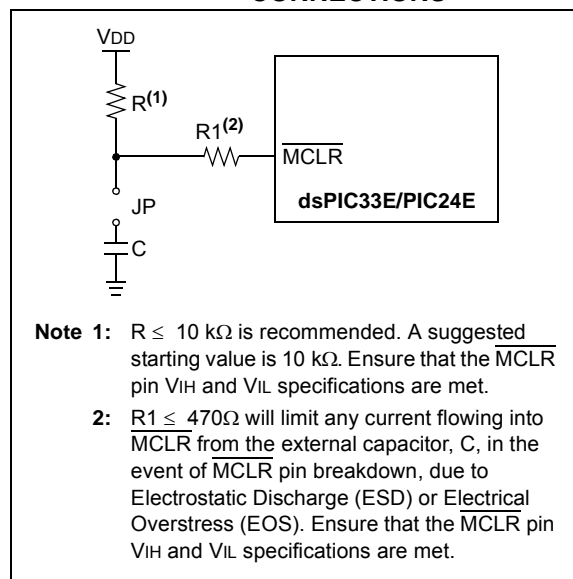 VDD
R(1)
R1(2)
MCLR
dsPIC33E/PIC24E
JP
C
Note 1: R ≤ 10 kΩ is recommended. A suggested
starting value is 10 kΩ. Ensure that the MCLR
pin VIH and VIL specifications are met.
2: R1 ≤ 470Ω will limit any current flowing into
MCLR from the external capacitor, C, in the
event of MCLR pin breakdown, due to
Electrostatic Discharge (ESD) or Electrical
Overstress (EOS). Ensure that the MCLR pin
VIH and VIL specifications are met.